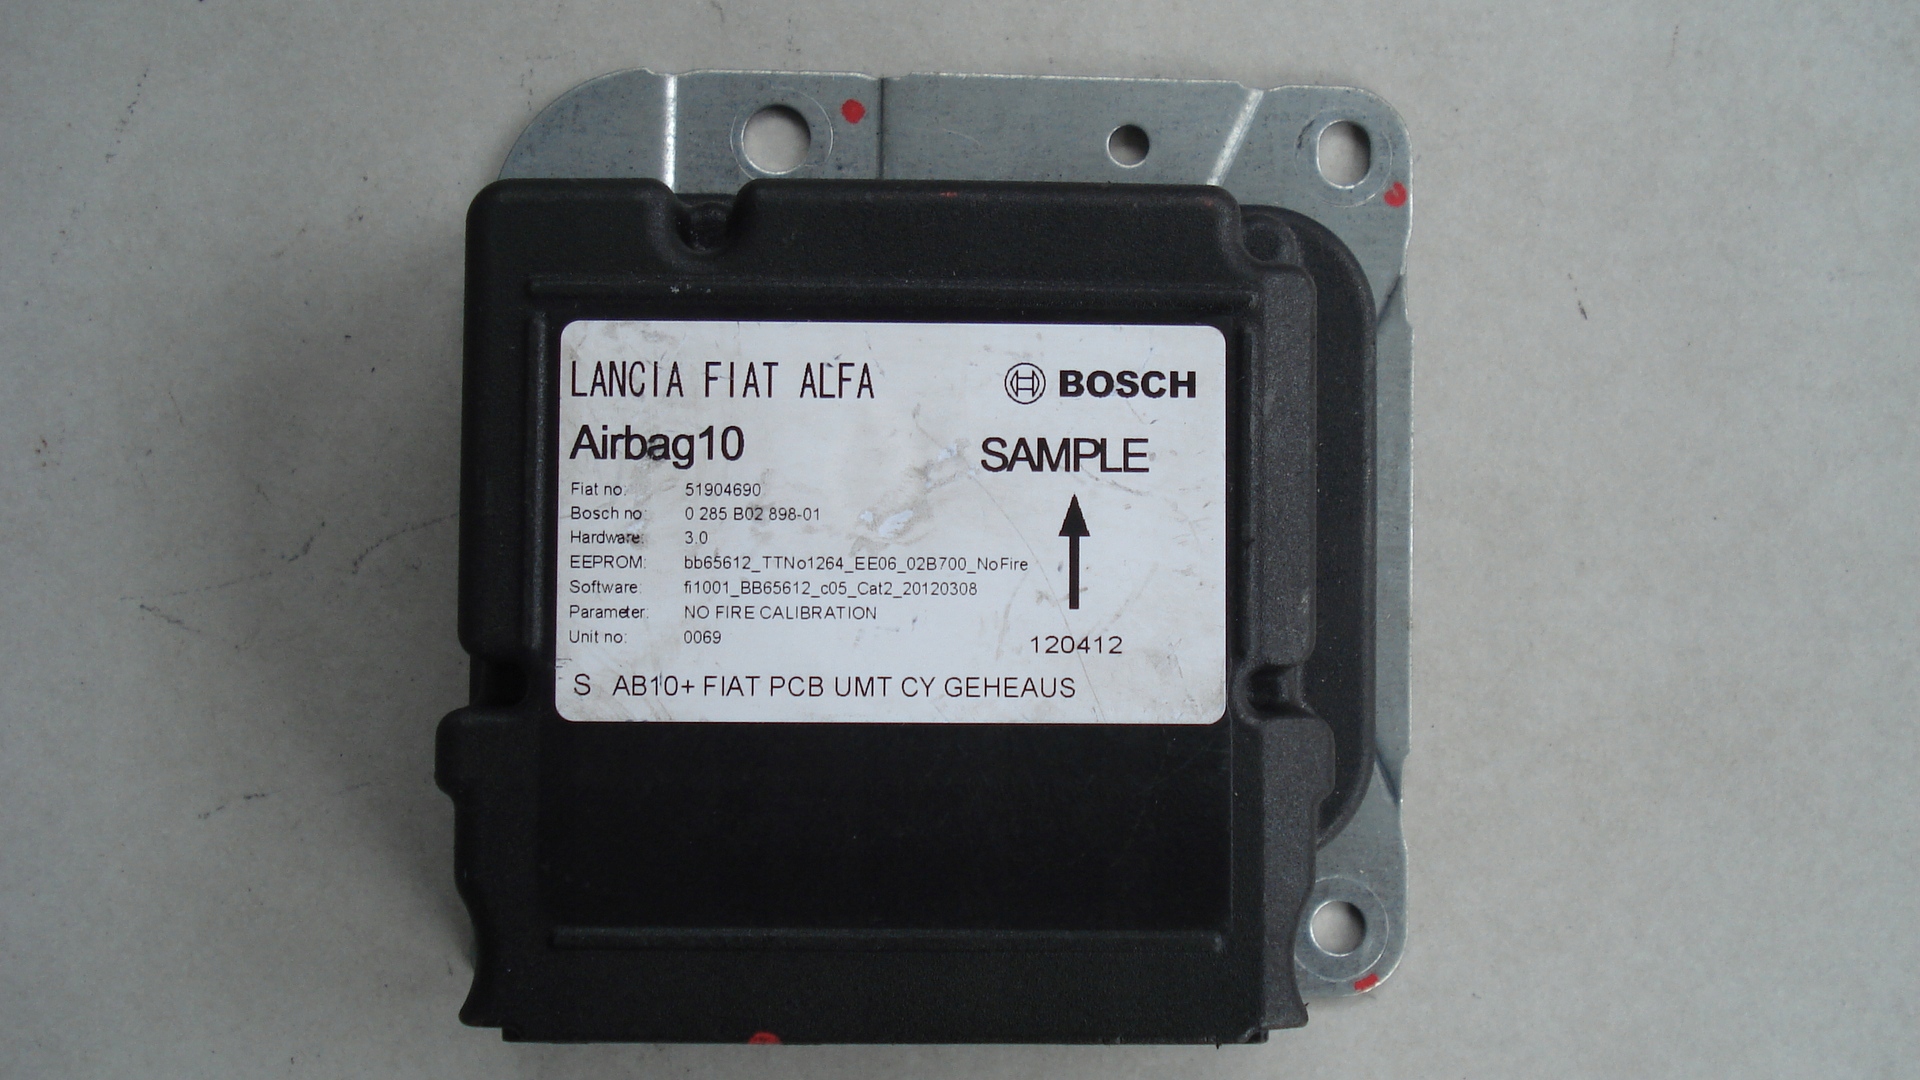 LANCIA FIAT ALFA BOSCH
Airbag10 SAMPLE
Fiat no: 51904690
Bosch no: 0 285 B02 898-01
Hardware: 3.0
EEPROM: bb65612_TTNo1264_EE06_02B700_NoFire
Software: fi1001_BB65612_c05_Cat2_20120308
Parameter: NO FIRE CALIBRATION
Unit no: 0069 120412
S AB10+ FIAT PCB UMT CY GEHEAUS